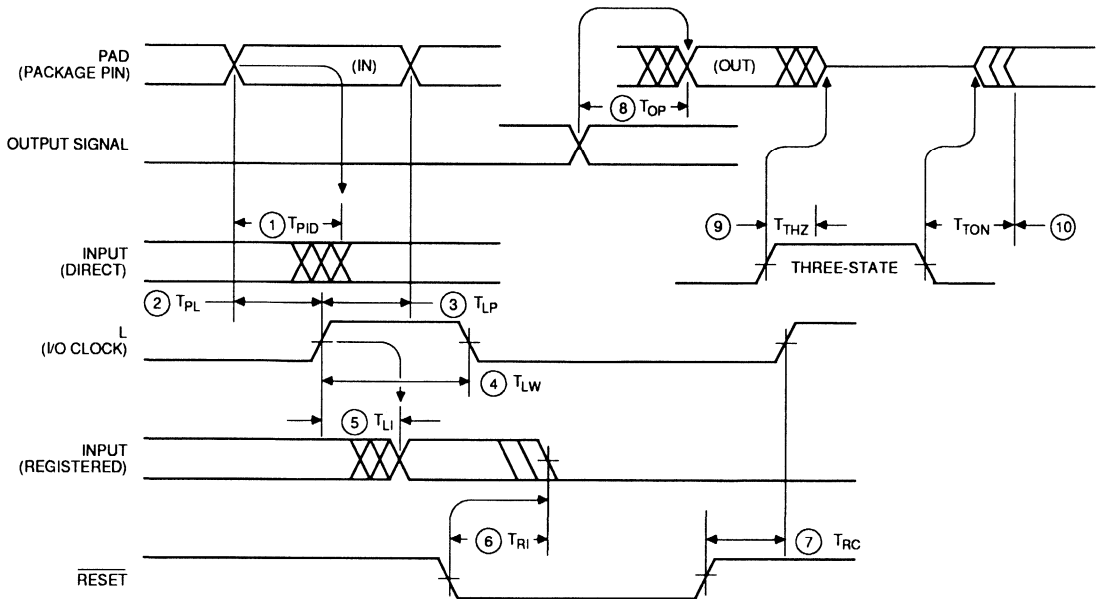 PAD
(PACKAGE PIN)
(IN)
(OUT)
8 TOP
OUTPUT SIGNAL
1 TPID
9 TTHZ
TTON 10
INPUT
(DIRECT)
THREE-STATE
2 TPL
3 TLP
L
(I/O CLOCK)
4 TLW
5 TLI
INPUT
(REGISTERED)
6 TRI
7 TRC
RESET